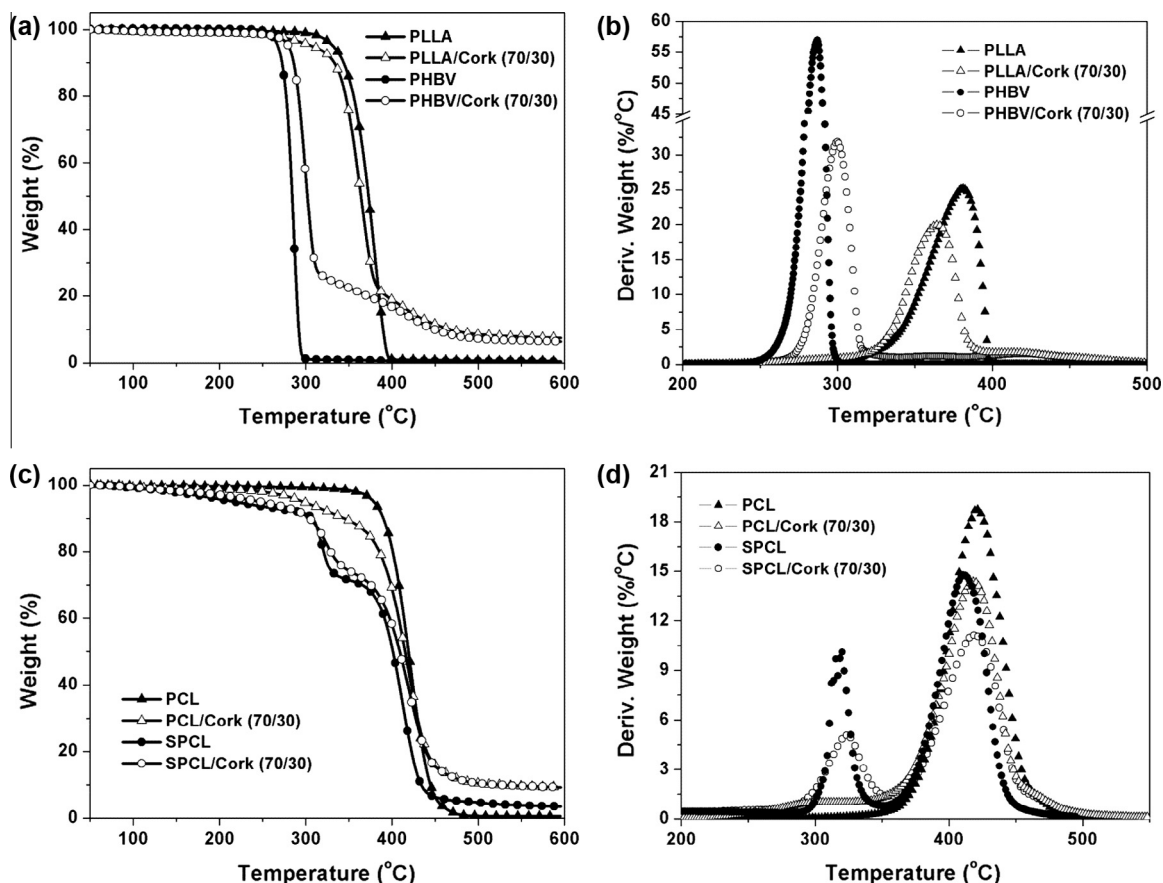 (a)
100
80
60
40
20
0
Weight (%)
PLLA
PLLA/Cork (70/30)
PHBV
PHBV/Cork (70/30)
100
200
300
400
500
600
Temperature (°C)
(b)
60
55
50
45
30
25
20
15
10
5
0
Deriv. Weight (%/°C)
PLLA
PLLA/Cork (70/30)
PHBV
PHBV/Cork (70/30)
200
300
400
500
Temperature (°C)
(c)
100
80
60
40
20
0
Weight (%)
PCL
PCL/Cork (70/30)
SPCL
SPCL/Cork (70/30)
100
200
300
400
500
600
Temperature (°C)
(d)
21
18
15
12
9
6
3
0
Deriv. Weight (%/°C)
PCL
PCL/Cork (70/30)
SPCL
SPCL/Cork (70/30)
200
300
400
500
Temperature (°C)